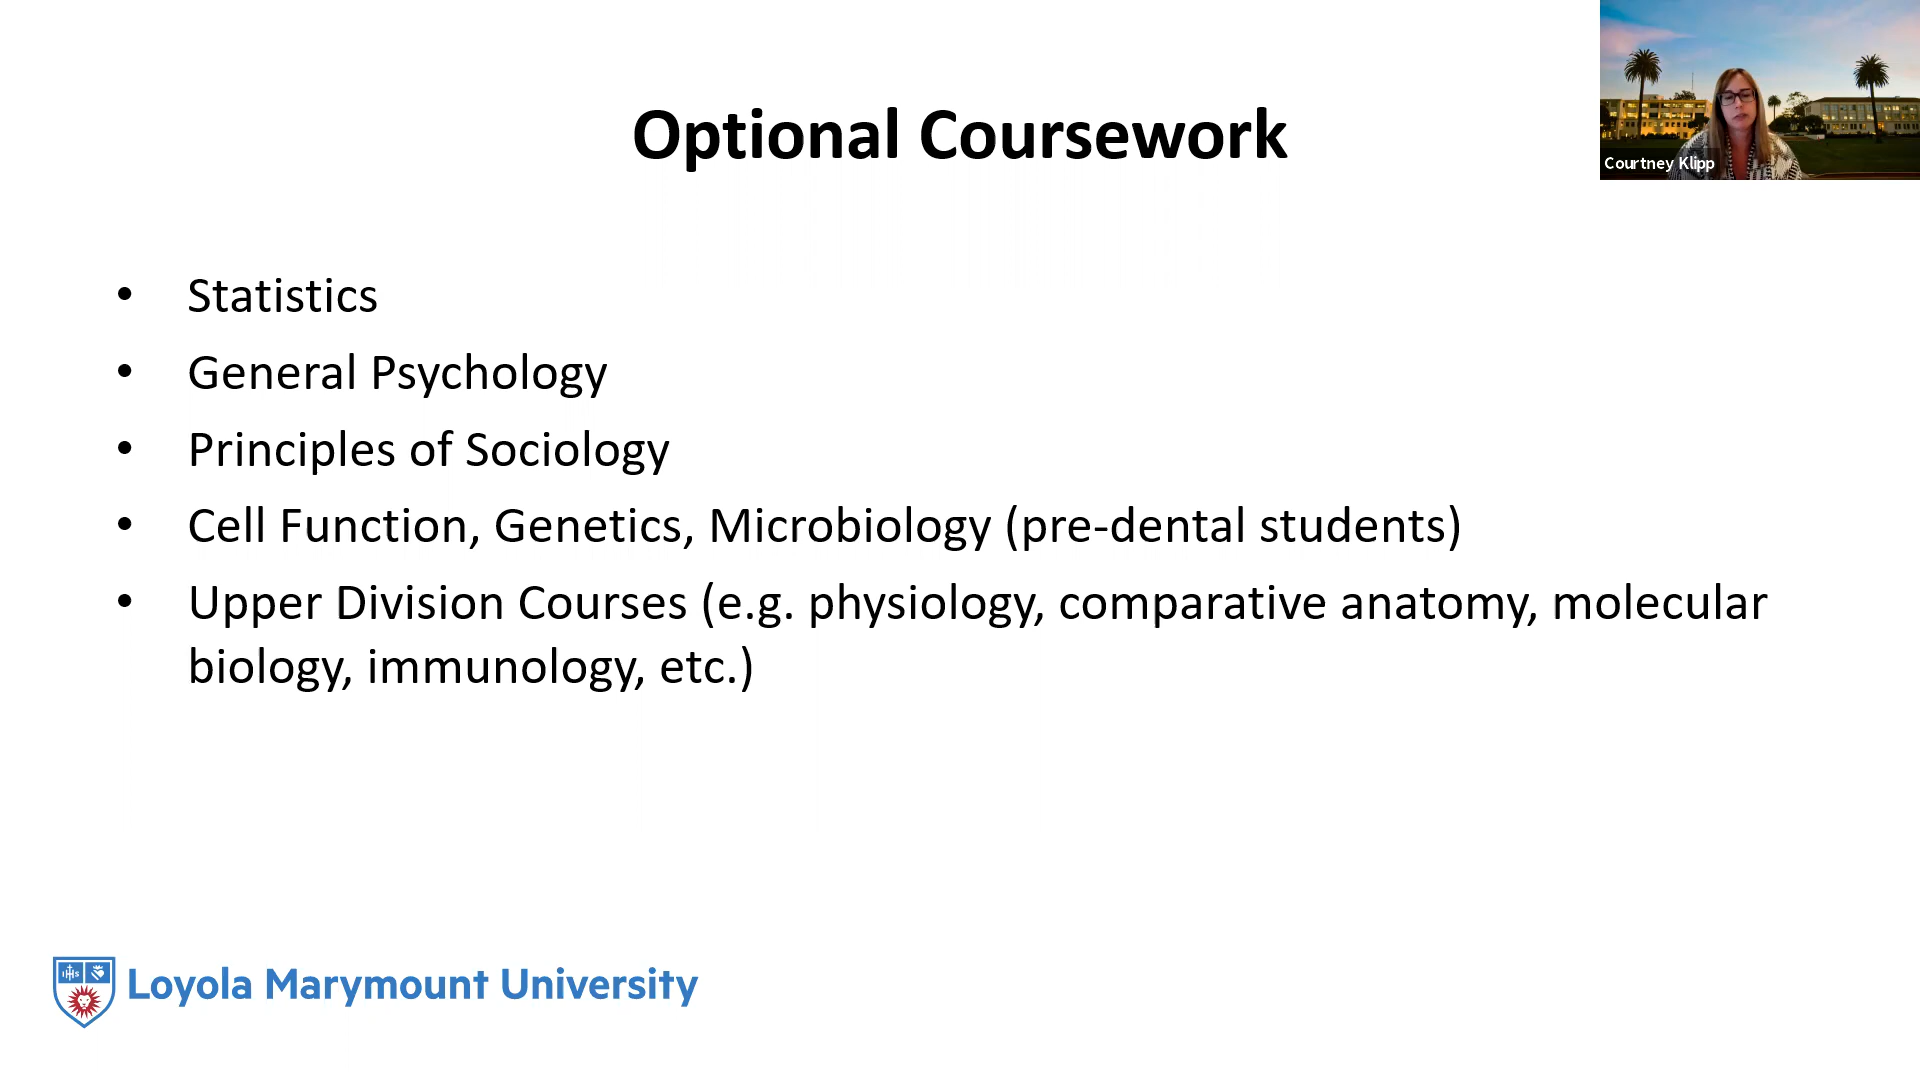 Optional Coursework
Courtney Klipp
• Statistics
• General Psychology
• Principles of Sociology
• Cell Function, Genetics, Microbiology (pre-dental students)
• Upper Division Courses (e.g. physiology, comparative anatomy, molecular
biology, immunology, etc.)
IHS
Loyola Marymount University